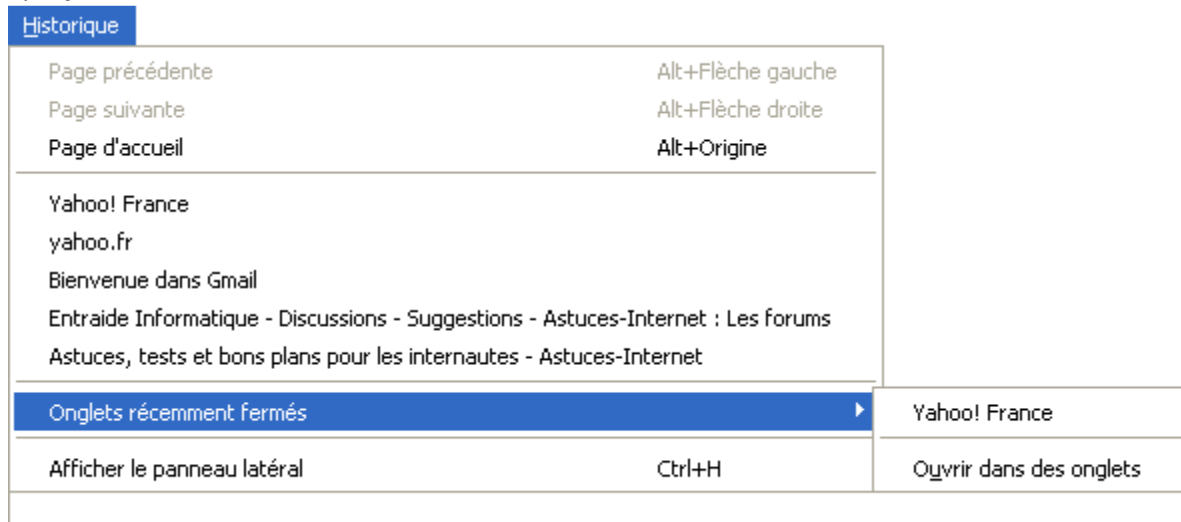 Historique
Page précédente Alt+Flèche gauche
Page suivante Alt+Flèche droite
Page d'accueil Alt+Origine
Yahoo! France
yahoo.fr
Bienvenue dans Gmail
Entraide Informatique - Discussions - Suggestions - Astuces-Internet : Les forums
Astuces, tests et bons plans pour les internautes - Astuces-Internet
Onglets récemment fermés Yahoo! France
Afficher le panneau latéral Ctrl+H Ouvrir dans des onglets